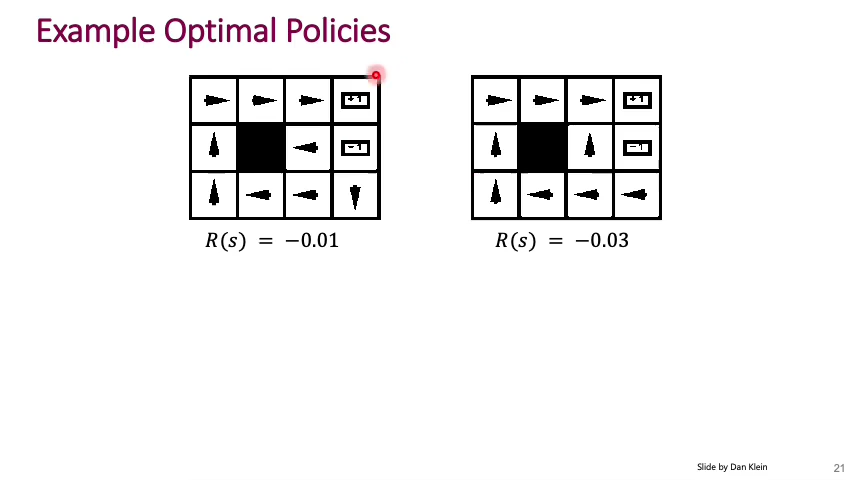 Example Optimal Policies
+1
+1
-1
-1
R(s) = −0.01
R(s) = −0.03
Slide by Dan Klein
21